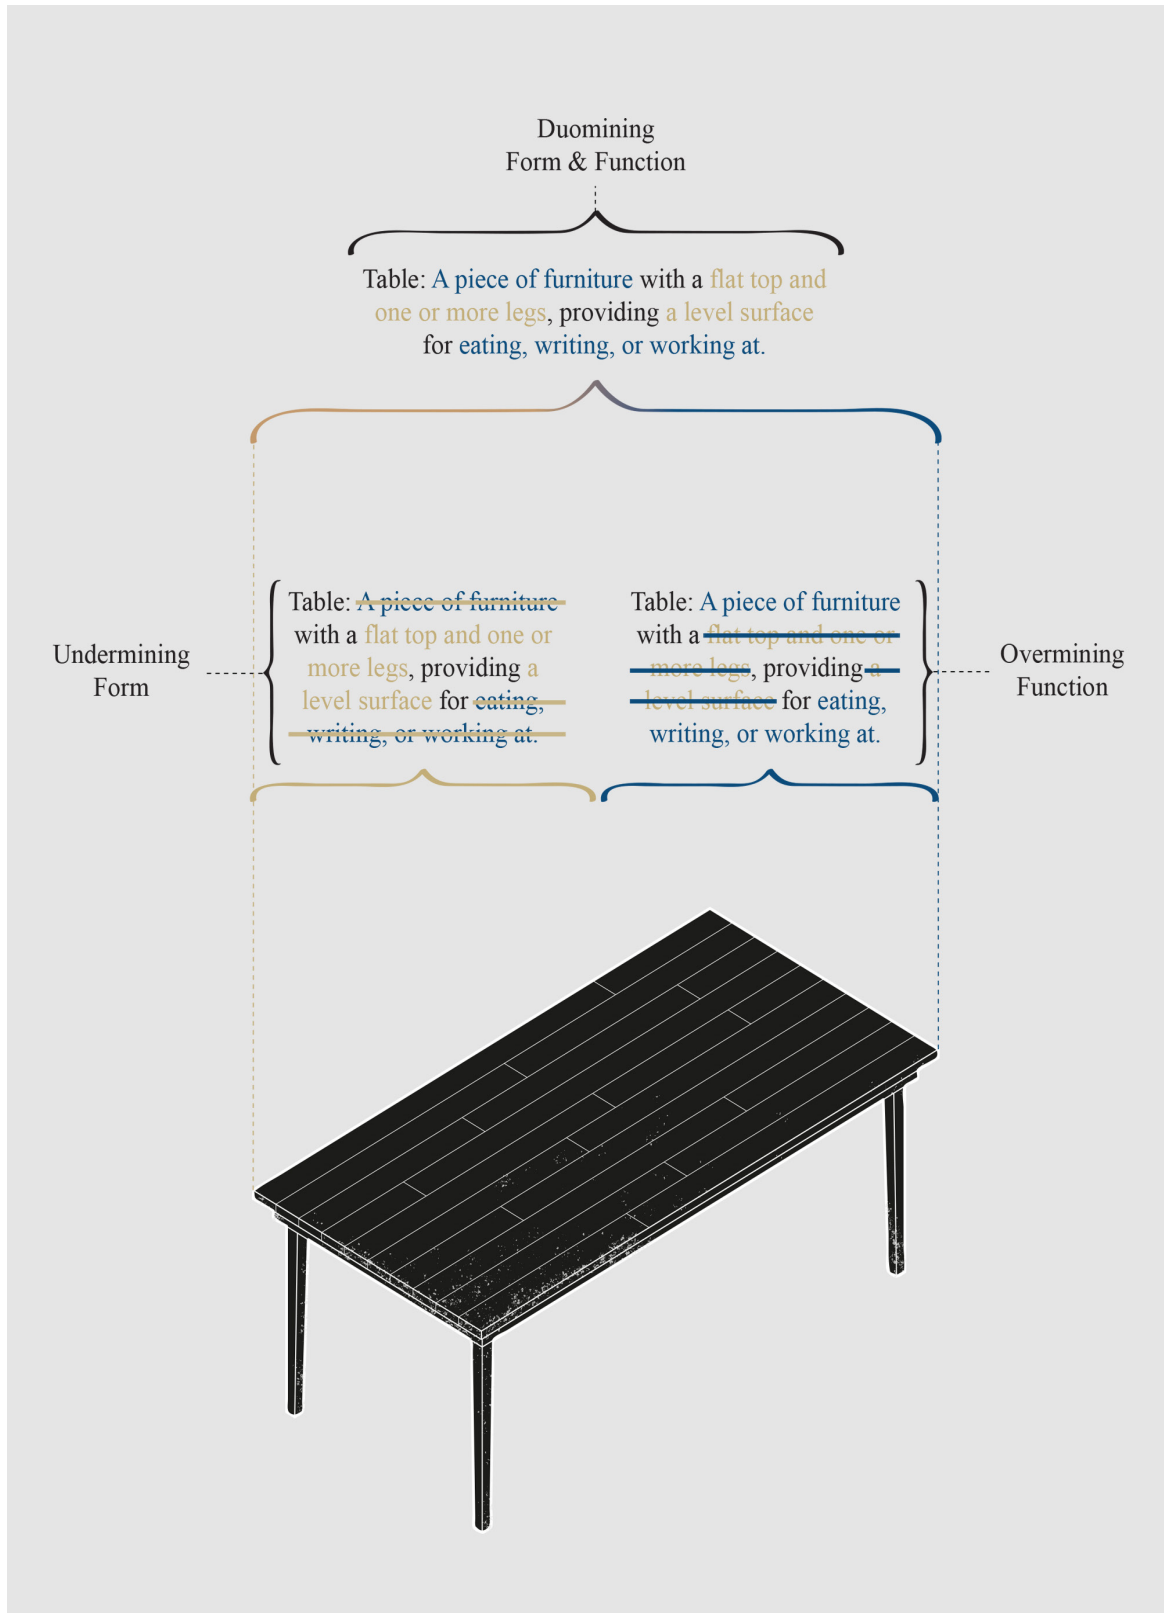 Duomining
Form & Function
Table: A piece of furniture with a flat top and
one or more legs, providing a level surface
for eating, writing, or working at.
Undermining
Form
Table: A piece of furniture
with a flat top and one or
more legs, providing a
level surface for eating,
writing, or working at.
Table: A piece of furniture
with a flat top and one or
more legs, providing a
level surface for eating,
writing, or working at.
Overmining
Function